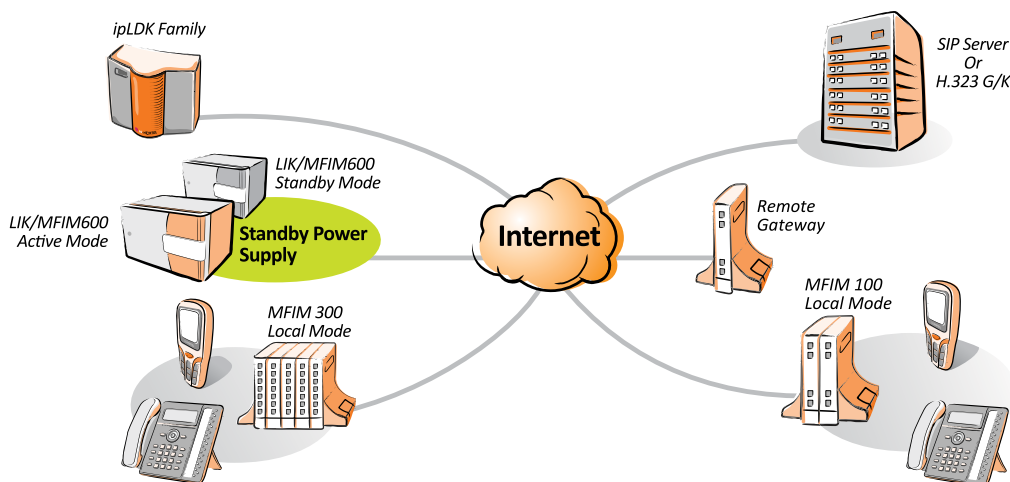 ipLDK Family
SIP Server
Or
H.323 G/K
LIK/MFIM600
Standby Mode
LIK/MFIM600
Active Mode
Standby Power
Supply
Internet
Remote
Gateway
MFIM 300
Local Mode
MFIM 100
Local Mode